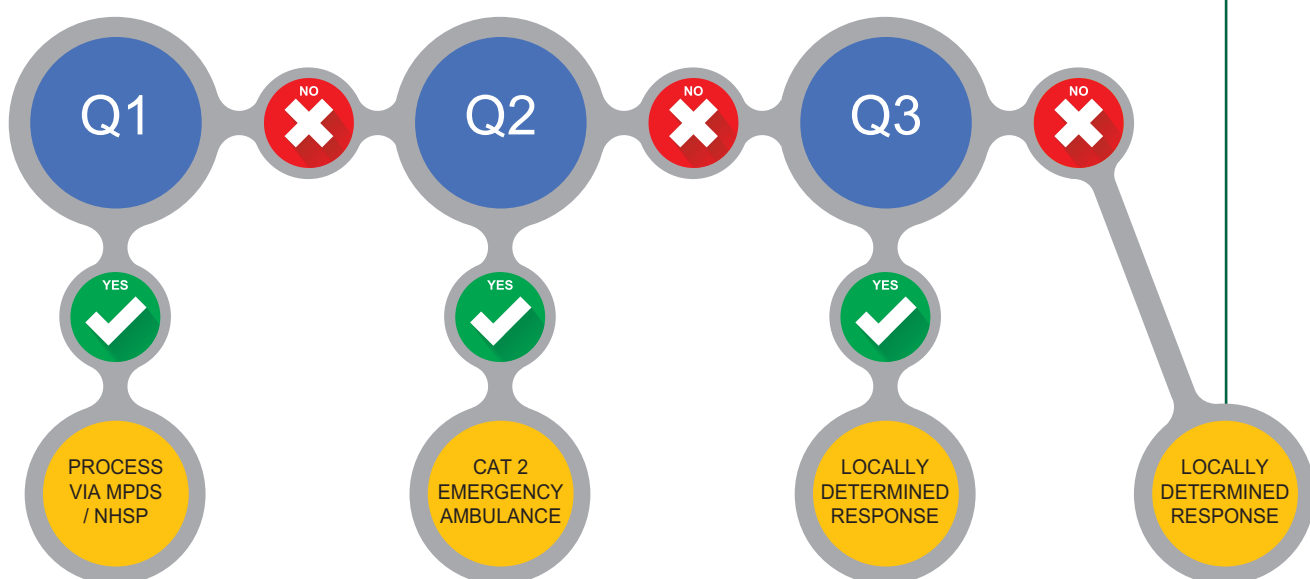 Q1
NO
Q2
NO
Q3
NO
YES
YES
YES
PROCESS
VIA MPDS
/ NHSP
CAT 2
EMERGENCY
AMBULANCE
LOCALLY
DETERMINED
RESPONSE
LOCALLY
DETERMINED
RESPONSE